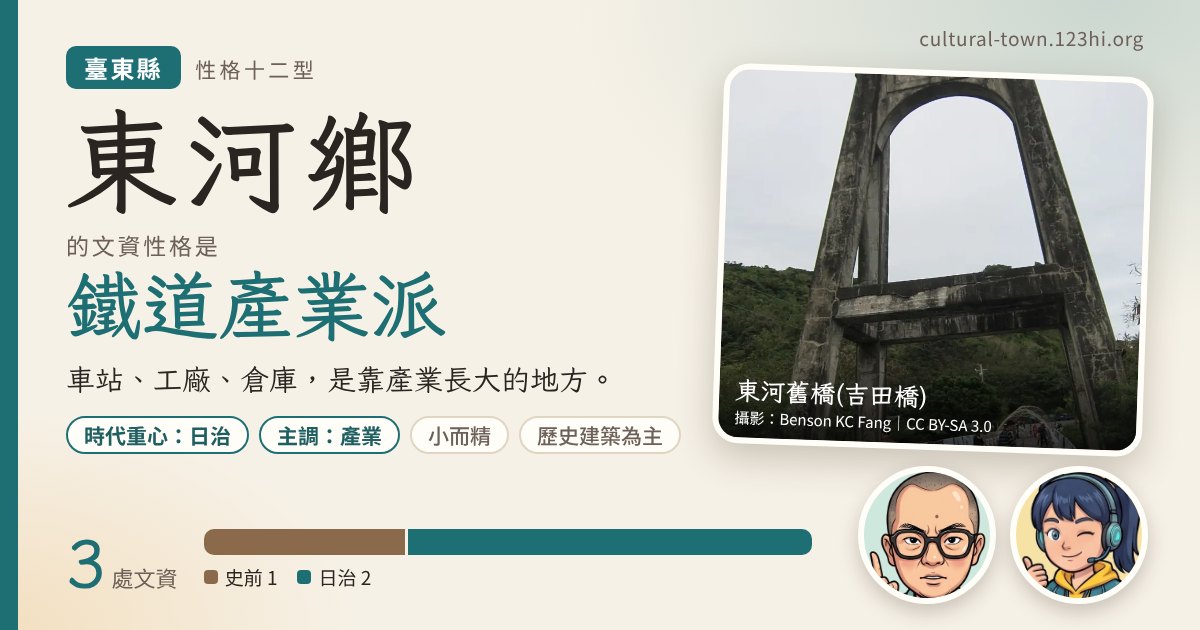 cultural-town.123hi.org
臺東縣 性格十二型
東河鄉
的文資性格是
鐵道產業派
車站、工廠、倉庫，是靠產業長大的地方。
時代重心：日治 主調：產業 小而精 歷史建築為主
東河舊橋(吉田橋)
攝影：Benson KC Fang｜CC BY-SA 3.0
3 處文資
史前 1 日治 2